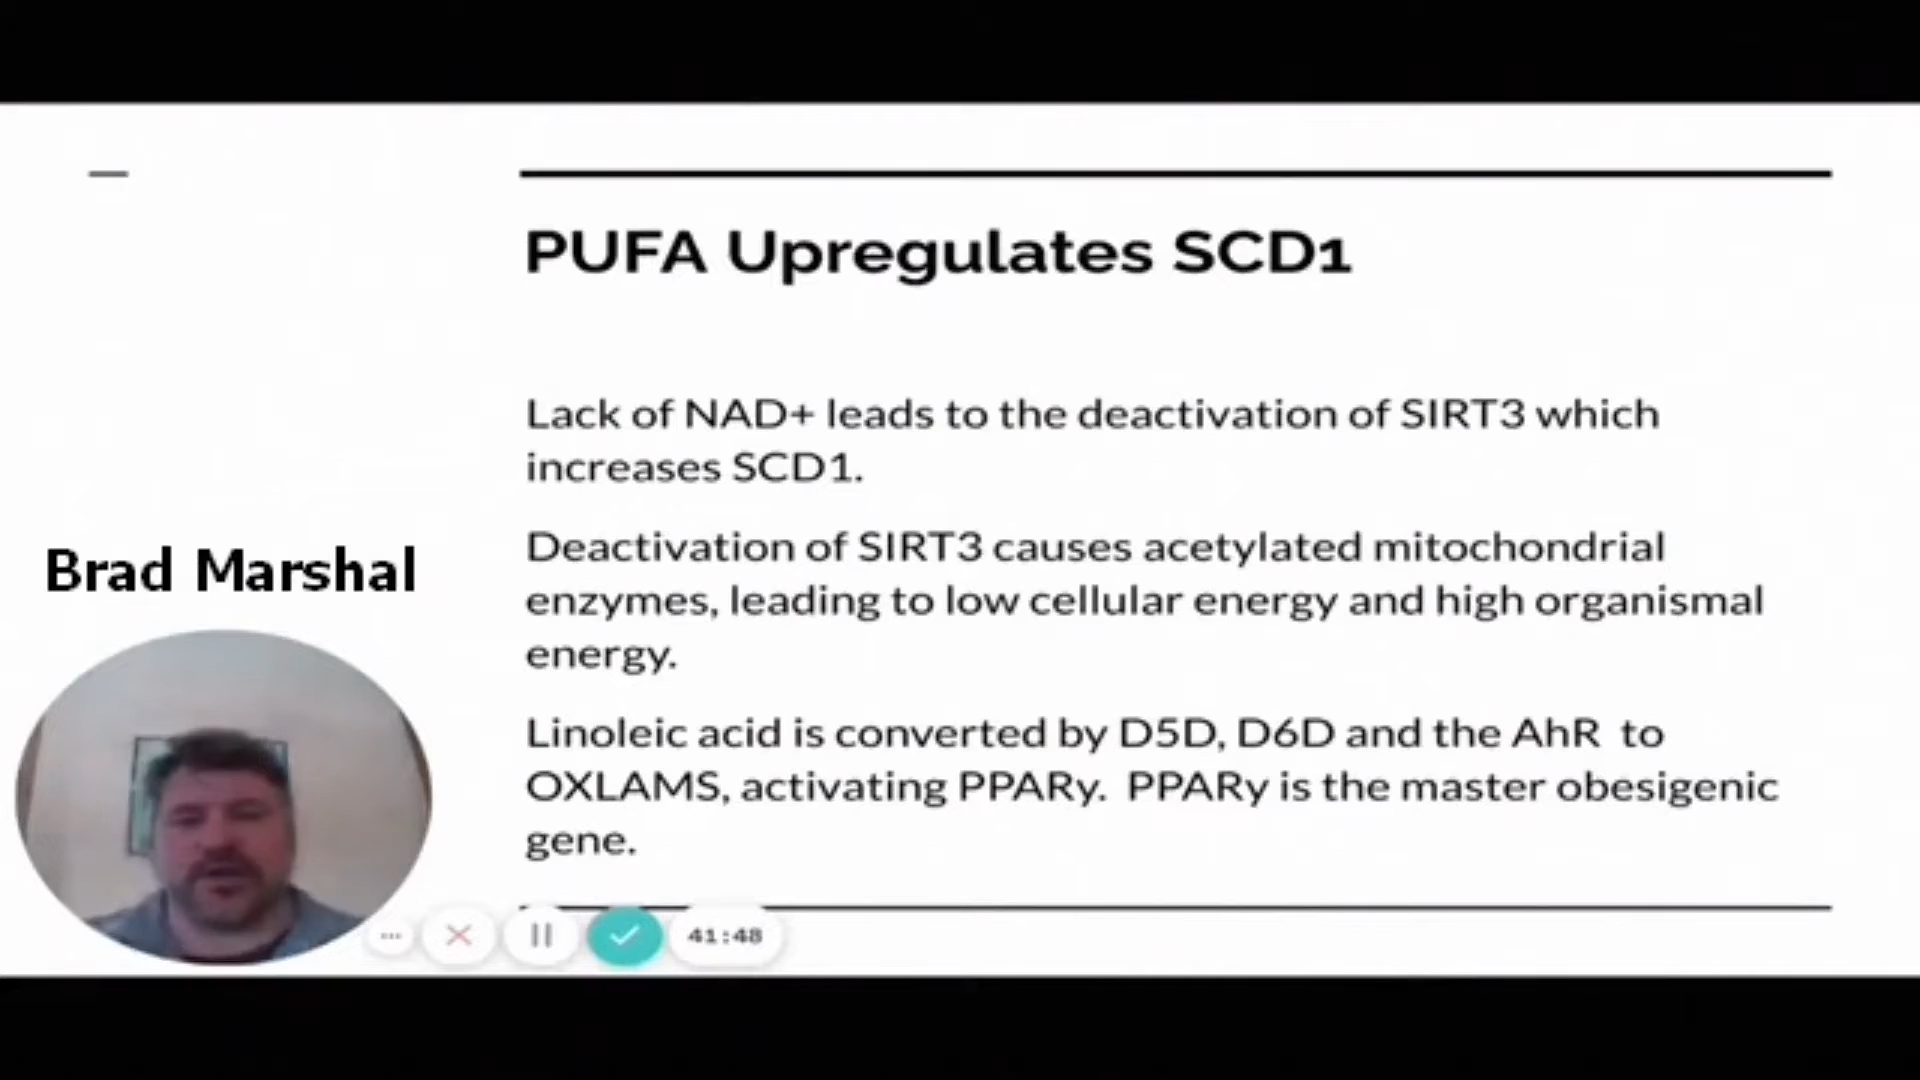 PUFA Upregulates SCD1
Lack of NAD+ leads to the deactivation of SIRT3 which
increases SCD1.
Deactivation of SIRT3 causes acetylated mitochondrial
enzymes, leading to low cellular energy and high organismal
energy.
Linoleic acid is converted by D5D, D6D and the AhR to
OXLAMS, activating PPARy. PPARy is the master obesigenic
gene.
Brad Marshal
41:48